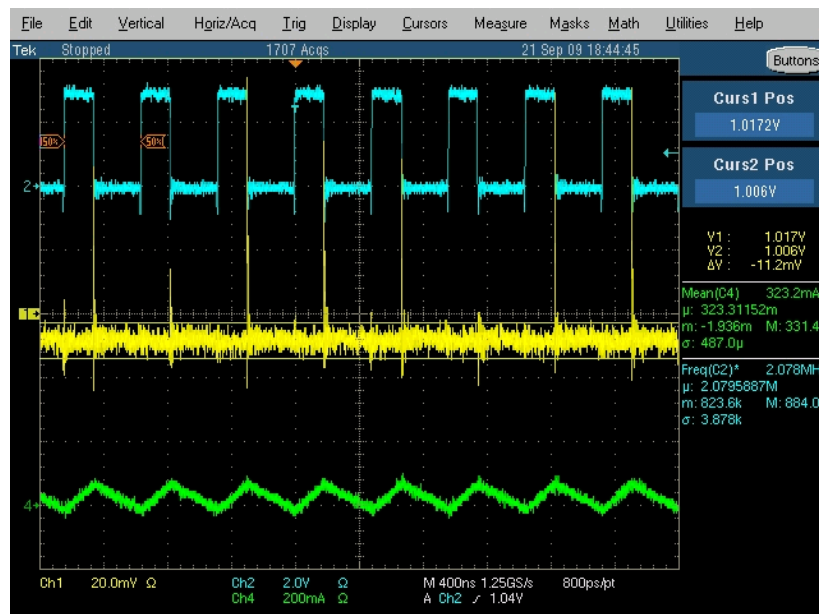 File Edit Vertical Horiz/Acq Trig Display Cursors Measure Masks Math Utilities Help
Tek Stopped 1707 Acqs 21 Sep 09 18:44:45
Buttons
Curs1 Pos
1.0172V
Curs2 Pos
1.006V
V1: 1.017V
V2: 1.006V
ΔV: -11.2mV
Mean(C4) 323.2mA
µ: 323.31152m
m: -1.936m M: 331.4
σ: 487.0µ
Freq(C2)* 2.078MH
µ: 2.0795887M
m: 823.6k M: 884.0
σ: 3.878k
50% 50%
T
2
1
4
Ch1 20.0mV Ω Ch2 2.0V Ω M 400ns 1.25GS/s 800ps/pt
Ch4 200mA Ω A Ch2 ∕ 1.04V